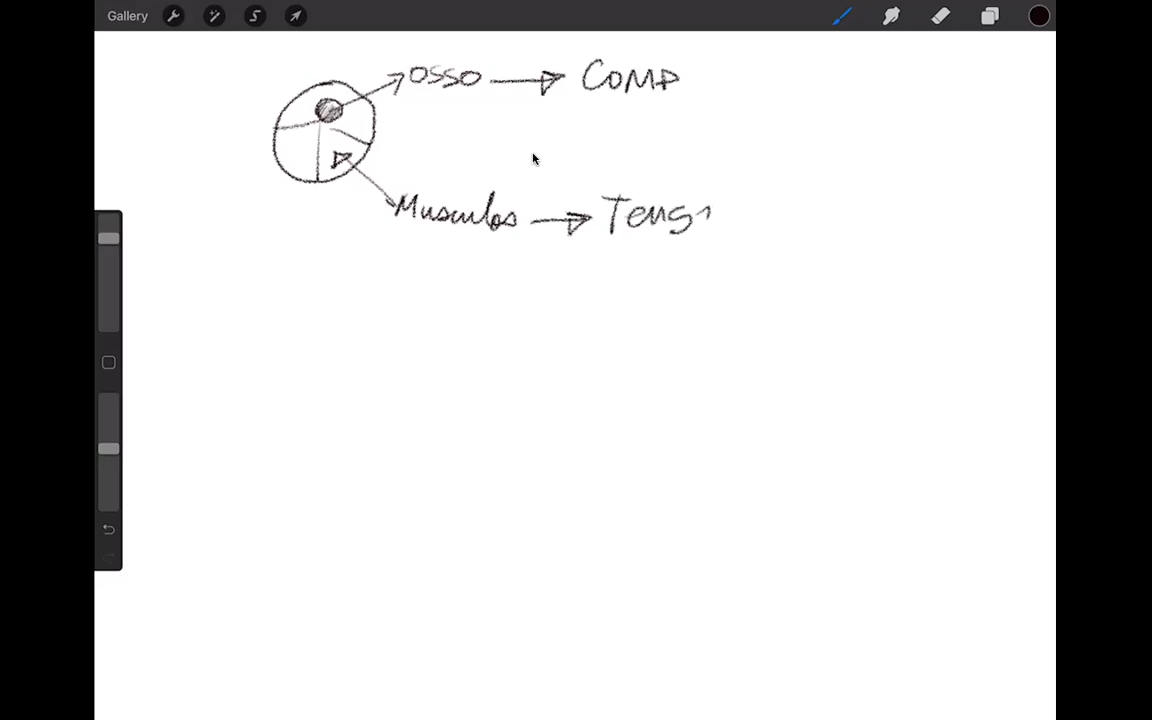 Gallery
OSSO → COMP
Musculos → Tens